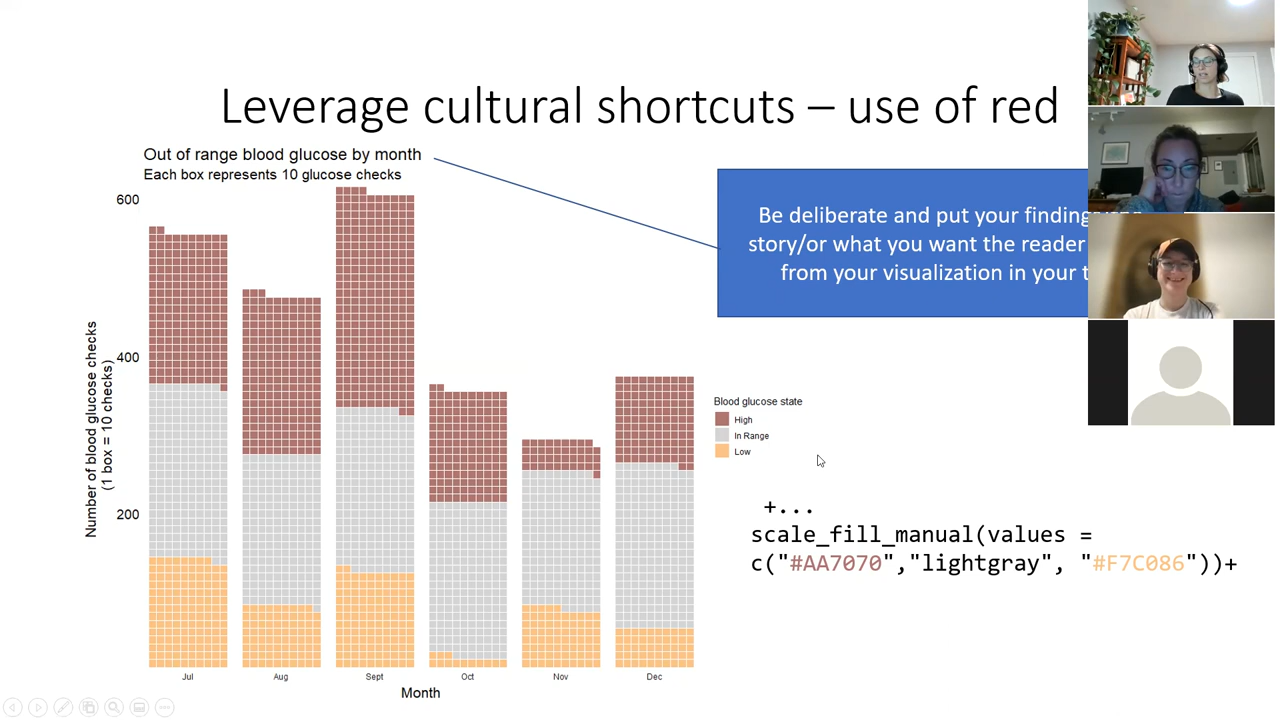 Leverage cultural shortcuts – use of red
Out of range blood glucose by month
Each box represents 10 glucose checks
600
400
200
Number of blood glucose checks
(1 box = 10 checks)
Jul
Aug
Sept
Oct
Nov
Dec
Month
Be deliberate and put your finding
story/or what you want the reader
from your visualization in your
Blood glucose state
High
In Range
Low
+...
scale_fill_manual(values =
c("#AA7070","lightgray", "#F7C086"))+